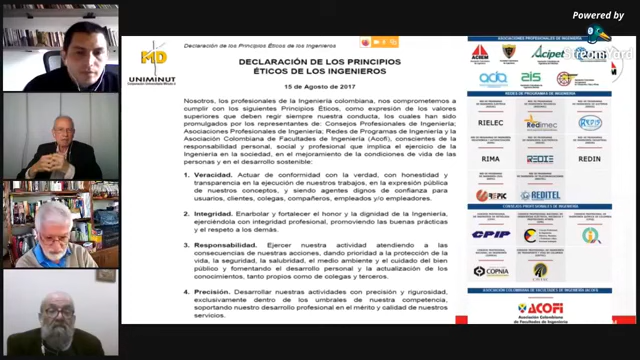 Powered by
StreamYard
Declaración de los Principios Éticos de los Ingenieros
UNIMINUT
DECLARACIÓN DE LOS PRINCIPIOS
ÉTICOS DE LOS INGENIEROS
15 de Agosto de 2017
Nosotros, los profesionales de la Ingeniería colombiana, nos comprometemos a
cumplir con los siguientes Principios Éticos, como expresión de los valores
superiores que deben regir siempre nuestra conducta, los cuales han sido
promulgados por los representantes de: Consejos Profesionales de Ingeniería;
Asociaciones Profesionales de Ingeniería; Redes de Programas de Ingeniería y la
Asociación Colombiana de Facultades de Ingeniería (Acofi), conscientes de la
responsabilidad personal, social y profesional que implica el ejercicio de la
Ingeniería en la sociedad, en el mejoramiento de la condiciones de vida de las
personas y en el desarrollo sostenible:
1. Veracidad. Actuar de conformidad con la verdad, con honestidad y
transparencia en la ejecución de nuestros trabajos, en la expresión pública
de nuestros conceptos, y siendo agentes dignos de confianza para
usuarios, clientes, colegas, compañeros, empleados y/o empleadores.
2. Integridad. Enarbolar y fortalecer el honor y la dignidad de la Ingeniería,
ejerciéndola con integridad profesional, promoviendo las buenas prácticas
y el respeto a los demás.
3. Responsabilidad. Ejercer nuestra actividad atendiendo a las
consecuencias de nuestras acciones, dando prioridad a la protección de la
vida, la seguridad, la salubridad, el medio ambiente y el cuidado del bien
público y fomentando el desarrollo personal y la actualización de los
conocimientos, tanto propios como de colegas y terceros.
4. Precisión. Desarrollar nuestras actividades con precisión y rigurosidad,
exclusivamente dentro de los umbrales de nuestra competencia,
soportando nuestro desarrollo profesional en el mérito y calidad de nuestros
servicios.
ASOCIACIONES PROFESIONALES DE INGENIERÍA
ACIEM
Acipet
ais
REDES DE PROGRAMAS DE INGENIERÍA
RIELEC
Redimec
RIMA
REDIE
REDIN
REPIC
REDITEL
CONSEJOS PROFESIONALES DE INGENIERÍA
CPIP
COPNIA
ASOCIACIÓN COLOMBIANA DE FACULTADES DE INGENIERÍA (ACOFI)
ACOFI
Asociación Colombiana
de Facultades de Ingeniería